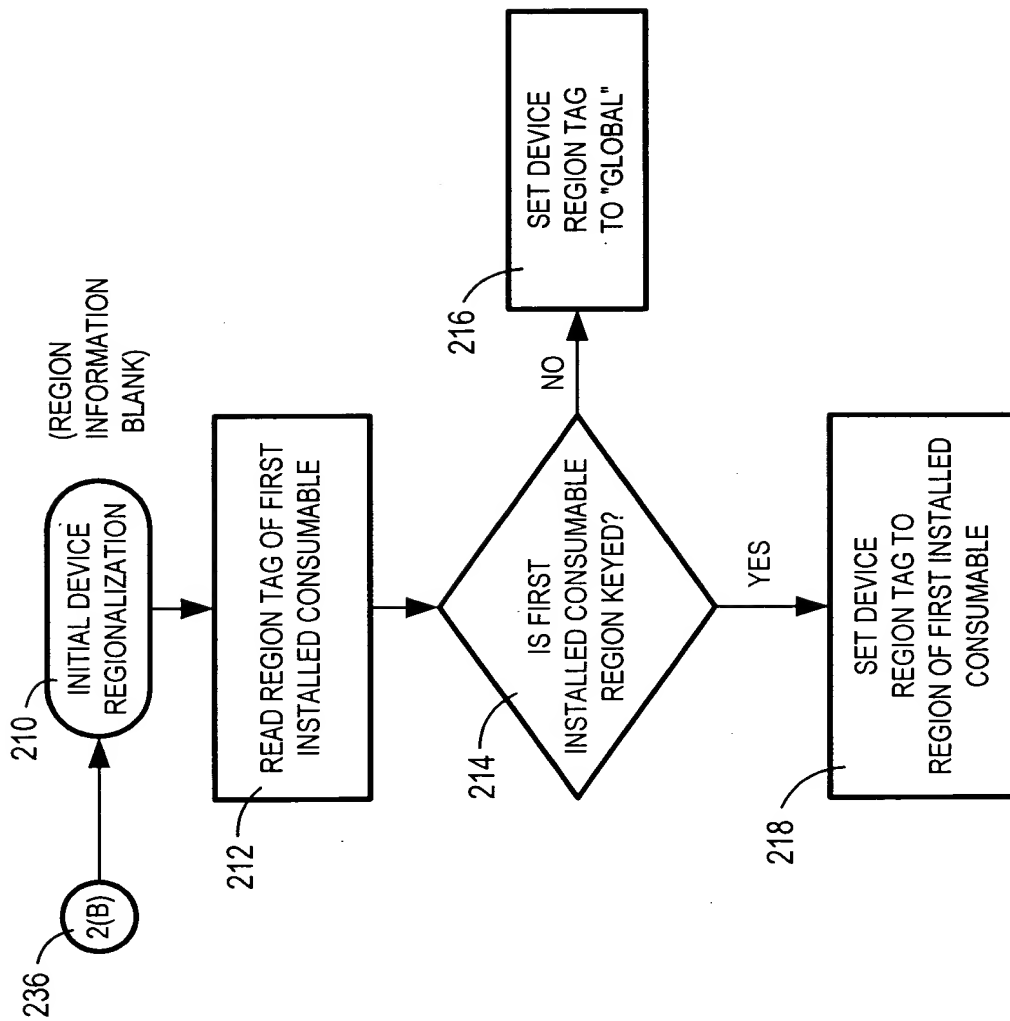 236
2(B)
210
INITIAL DEVICE
REGIONALIZATION
(REGION
INFORMATION
BLANK)
212
READ REGION TAG OF FIRST
INSTALLED CONSUMABLE
214
IS FIRST
INSTALLED CONSUMABLE
REGION KEYED?
NO
216
SET DEVICE
REGION TAG
TO "GLOBAL"
YES
218
SET DEVICE
REGION TAG TO
REGION OF FIRST INSTALLED
CONSUMABLE